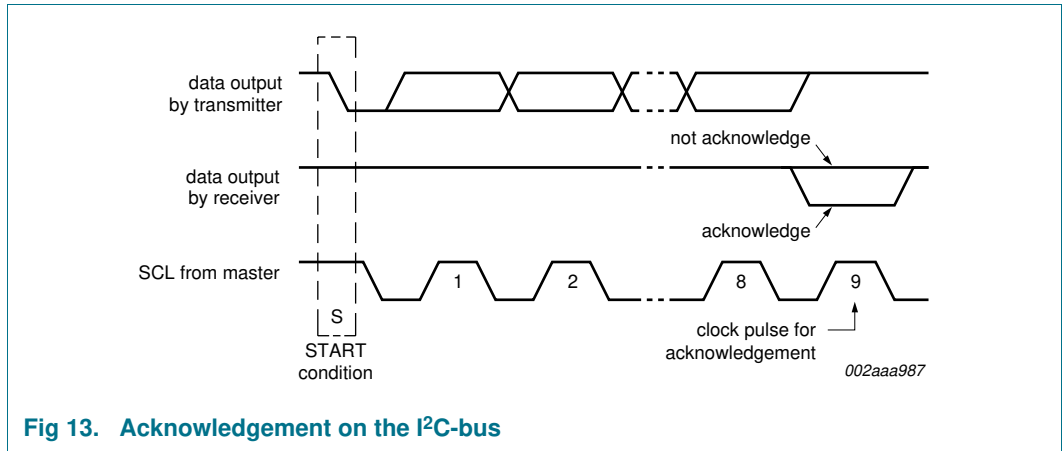 data output
by transmitter
not acknowledge
data output
by receiver
acknowledge
SCL from master
1
2
8
9
S
START
condition
clock pulse for
acknowledgement
002aaa987
Fig 13. Acknowledgement on the I²C-bus